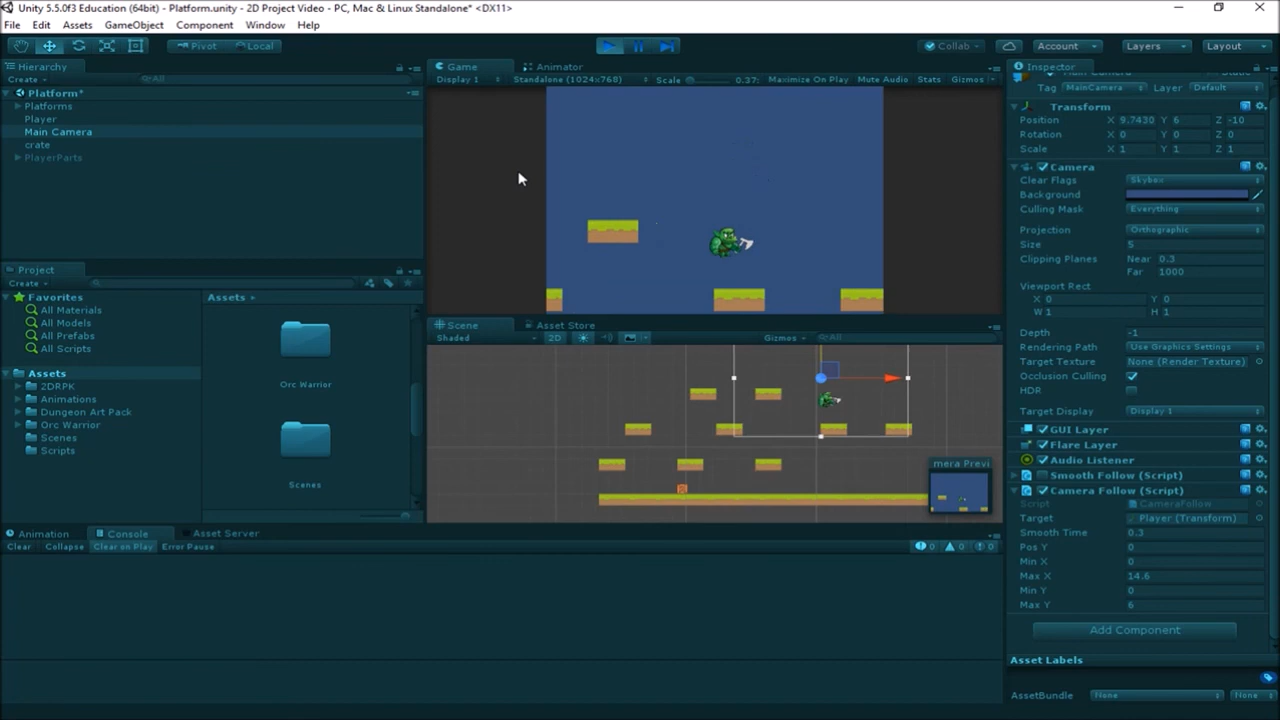 Unity 5.5.0f3 Education (64bit) - Platform.unity - 2D Project Video - PC, Mac & Linux Standalone* <DX11>
File Edit Assets GameObject Component Window Help
Pivot Local Collab Account Layers Layout
Hierarchy
Create All
Platform*
Platforms
Player
Main Camera
crate
PlayerParts
Project
Create
Favorites
All Materials
All Models
All Prefabs
All Scripts
Assets
2DRPK
Animations
Dungeon Art Pack
Orc Warrior
Scenes
Scripts
Assets
Orc Warrior
Scenes
Game Animator
Display 1 Standalone (1024x768) Scale 0.37 Maximize On Play Mute Audio Stats Gizmos
Scene Asset Store
Shaded 2D Gizmos All
mera Previ
Animation Console Asset Server
Clear Collapse Clear on Play Error Pause 0 0 0
Inspector
Tag MainCamera Layer Default
Transform
Position X 9.7430 Y 6 Z -10
Rotation X 0 Y 0 Z 0
Scale X 1 Y 1 Z 1
Camera
Clear Flags Skybox
Background
Culling Mask Everything
Projection Orthographic
Size 5
Clipping Planes Near 0.3
Far 1000
Viewport Rect
X 0 Y 0
W 1 H 1
Depth -1
Rendering Path Use Graphics Settings
Target Texture None (Render Texture)
Occlusion Culling
HDR
Target Display Display 1
GUI Layer
Flare Layer
Audio Listener
Smooth Follow (Script)
Camera Follow (Script)
Script CameraFollow
Target Player (Transform)
Smooth Time 0.3
Pos Y 0
Min X 0
Max X 14.6
Min Y 0
Max Y 6
Add Component
Asset Labels
AssetBundle None None